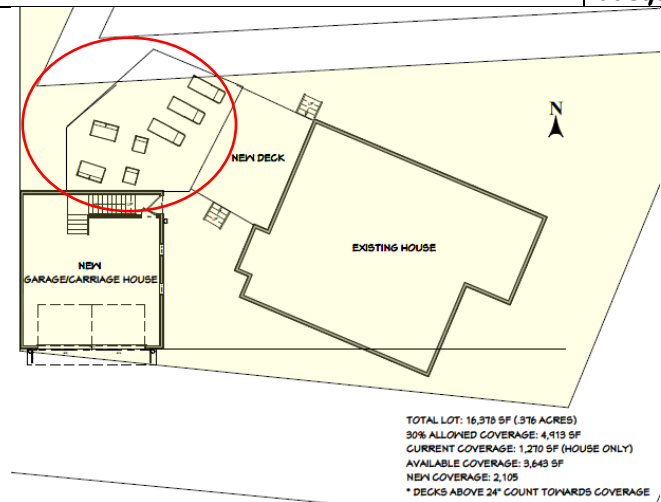 N
NEW DECK
EXISTING HOUSE
NEW
GARAGE/CARRIAGE HOUSE
TOTAL LOT: 16,378 SF (.376 ACRES)
30% ALLOWED COVERAGE: 4,913 SF
CURRENT COVERAGE: 1,270 SF (HOUSE ONLY)
AVAILABLE COVERAGE: 3,643 SF
NEW COVERAGE: 2,105
* DECKS ABOVE 24" COUNT TOWARDS COVERAGE